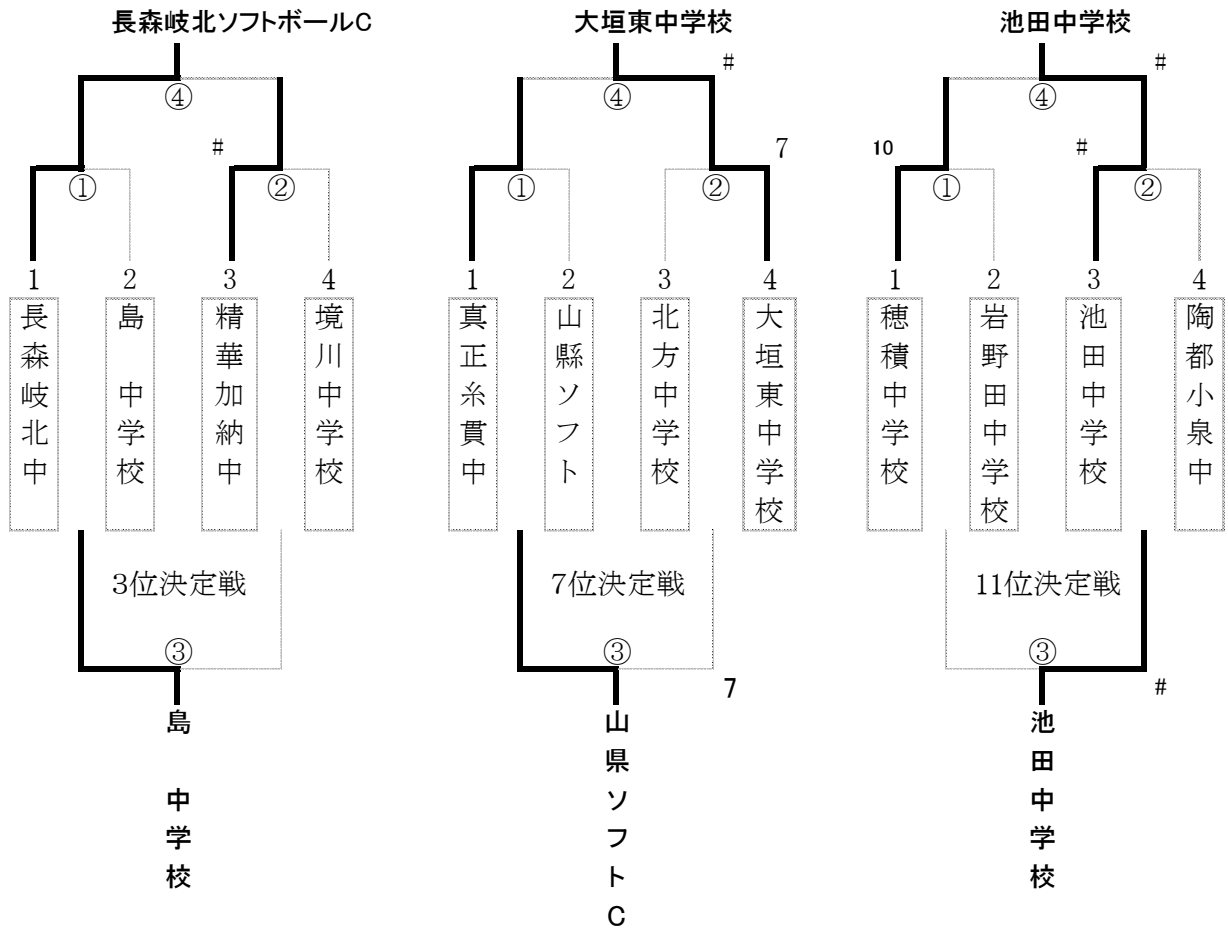 長森岐北ソフトボールC
大垣東中学校
池田中学校
#
#
④
④
④
#
7
10
#
①
②
①
②
①
②
1 2 3 4
1 2 3 4
1 2 3 4
長森岐北中
島 中学校
精華加納中
境川中学校
真正糸貫中
山縣ソフト
北方中学校
大垣東中学校
穂積中学校
岩野田中学校
池田中学校
陶都小泉中
3位決定戦
7位決定戦
11位決定戦
③
③
③
7
#
島 中学校
山県ソフトC
池田中学校